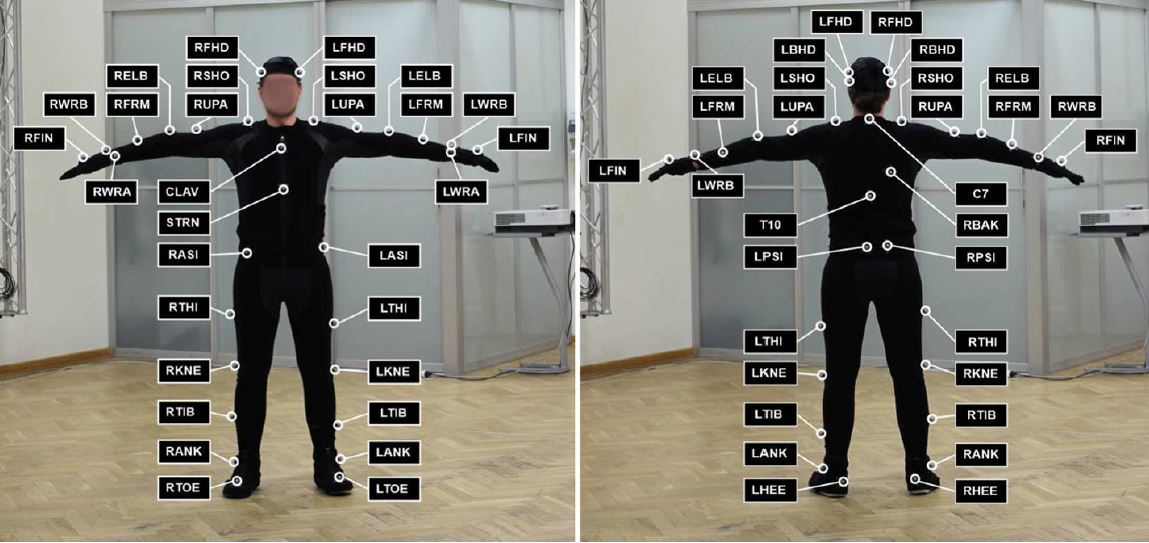 RFHD LFHD
RELB RSHO LSHO LELB
RWRB RFRM RUPA LUPA LFRM LWRB
RFIN LFIN
RWRA CLAV LWRA
STRN
RASI LASI
RTHI LTHI
RKNE LKNE
RTIB LTIB
RANK LANK
RTOE LTOE
LFHD RFHD
LBHD RBHD
LELB LSHO RSHO RELB
LFRM LUPA RUPA RFRM RWRB
RFIN
LFIN
LWRB C7
T10 RBAK
LPSI RPSI
LTHI RTHI
LKNE RKNE
LTIB RTIB
LANK RANK
LHEE RHEE